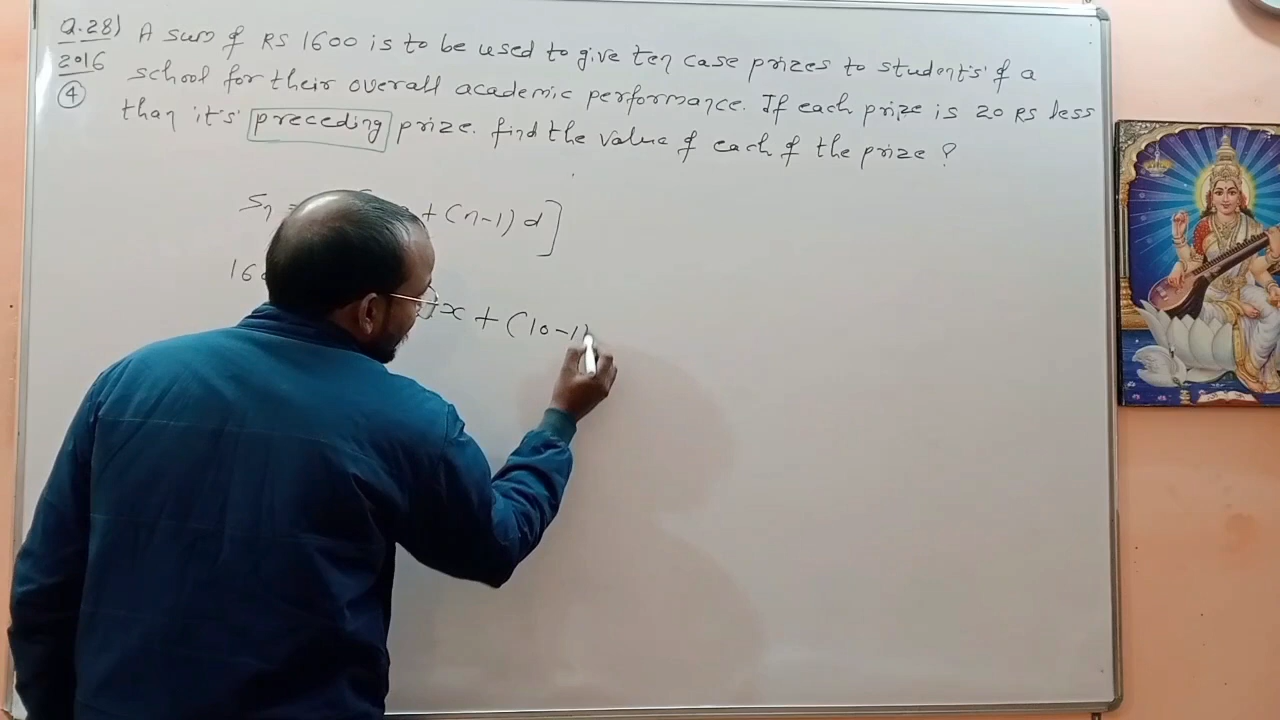 Q.28) A sum of RS 1600 is to be used to give ten case prizes to students' of a
2016 school for their overall academic performance. If each prize is 20 RS less
4 than it's preceding prize. find the value of each of the prize ?
Sn = + (n-1) d]
16
x + (10-1)